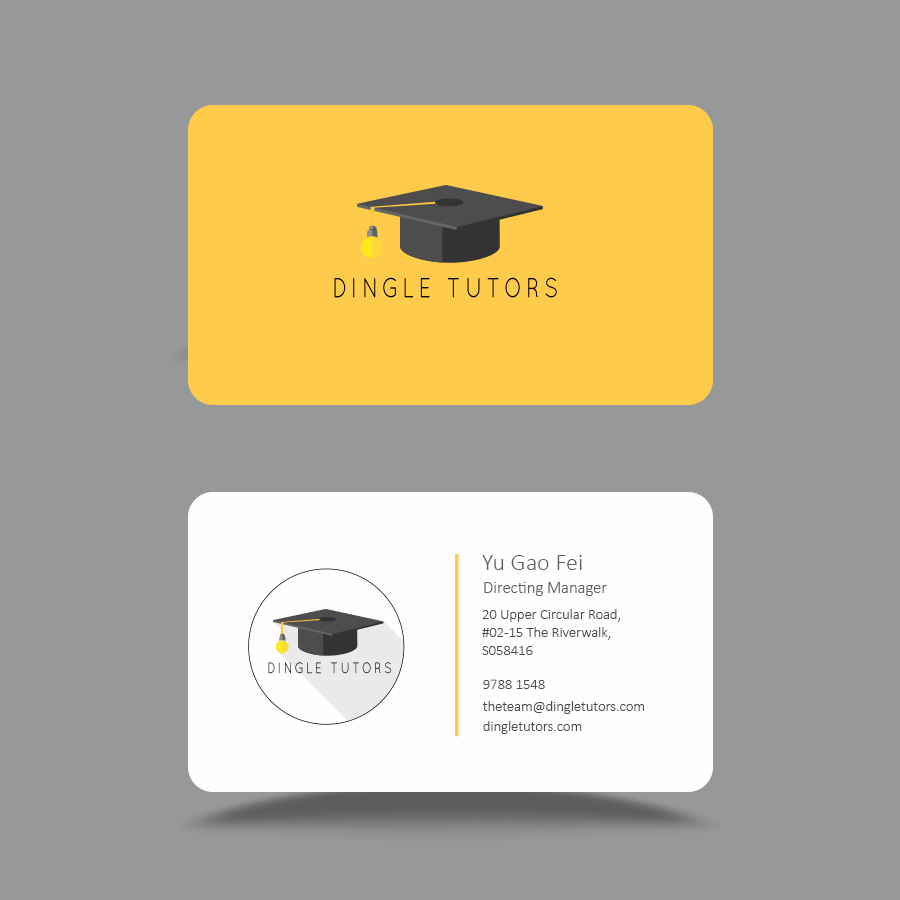 DINGLE TUTORS
DINGLE TUTORS
Yu Gao Fei
Directing Manager
20 Upper Circular Road,
#02-15 The Riverwalk,
S058416
9788 1548
theteam@dingletutors.com
dingletutors.com